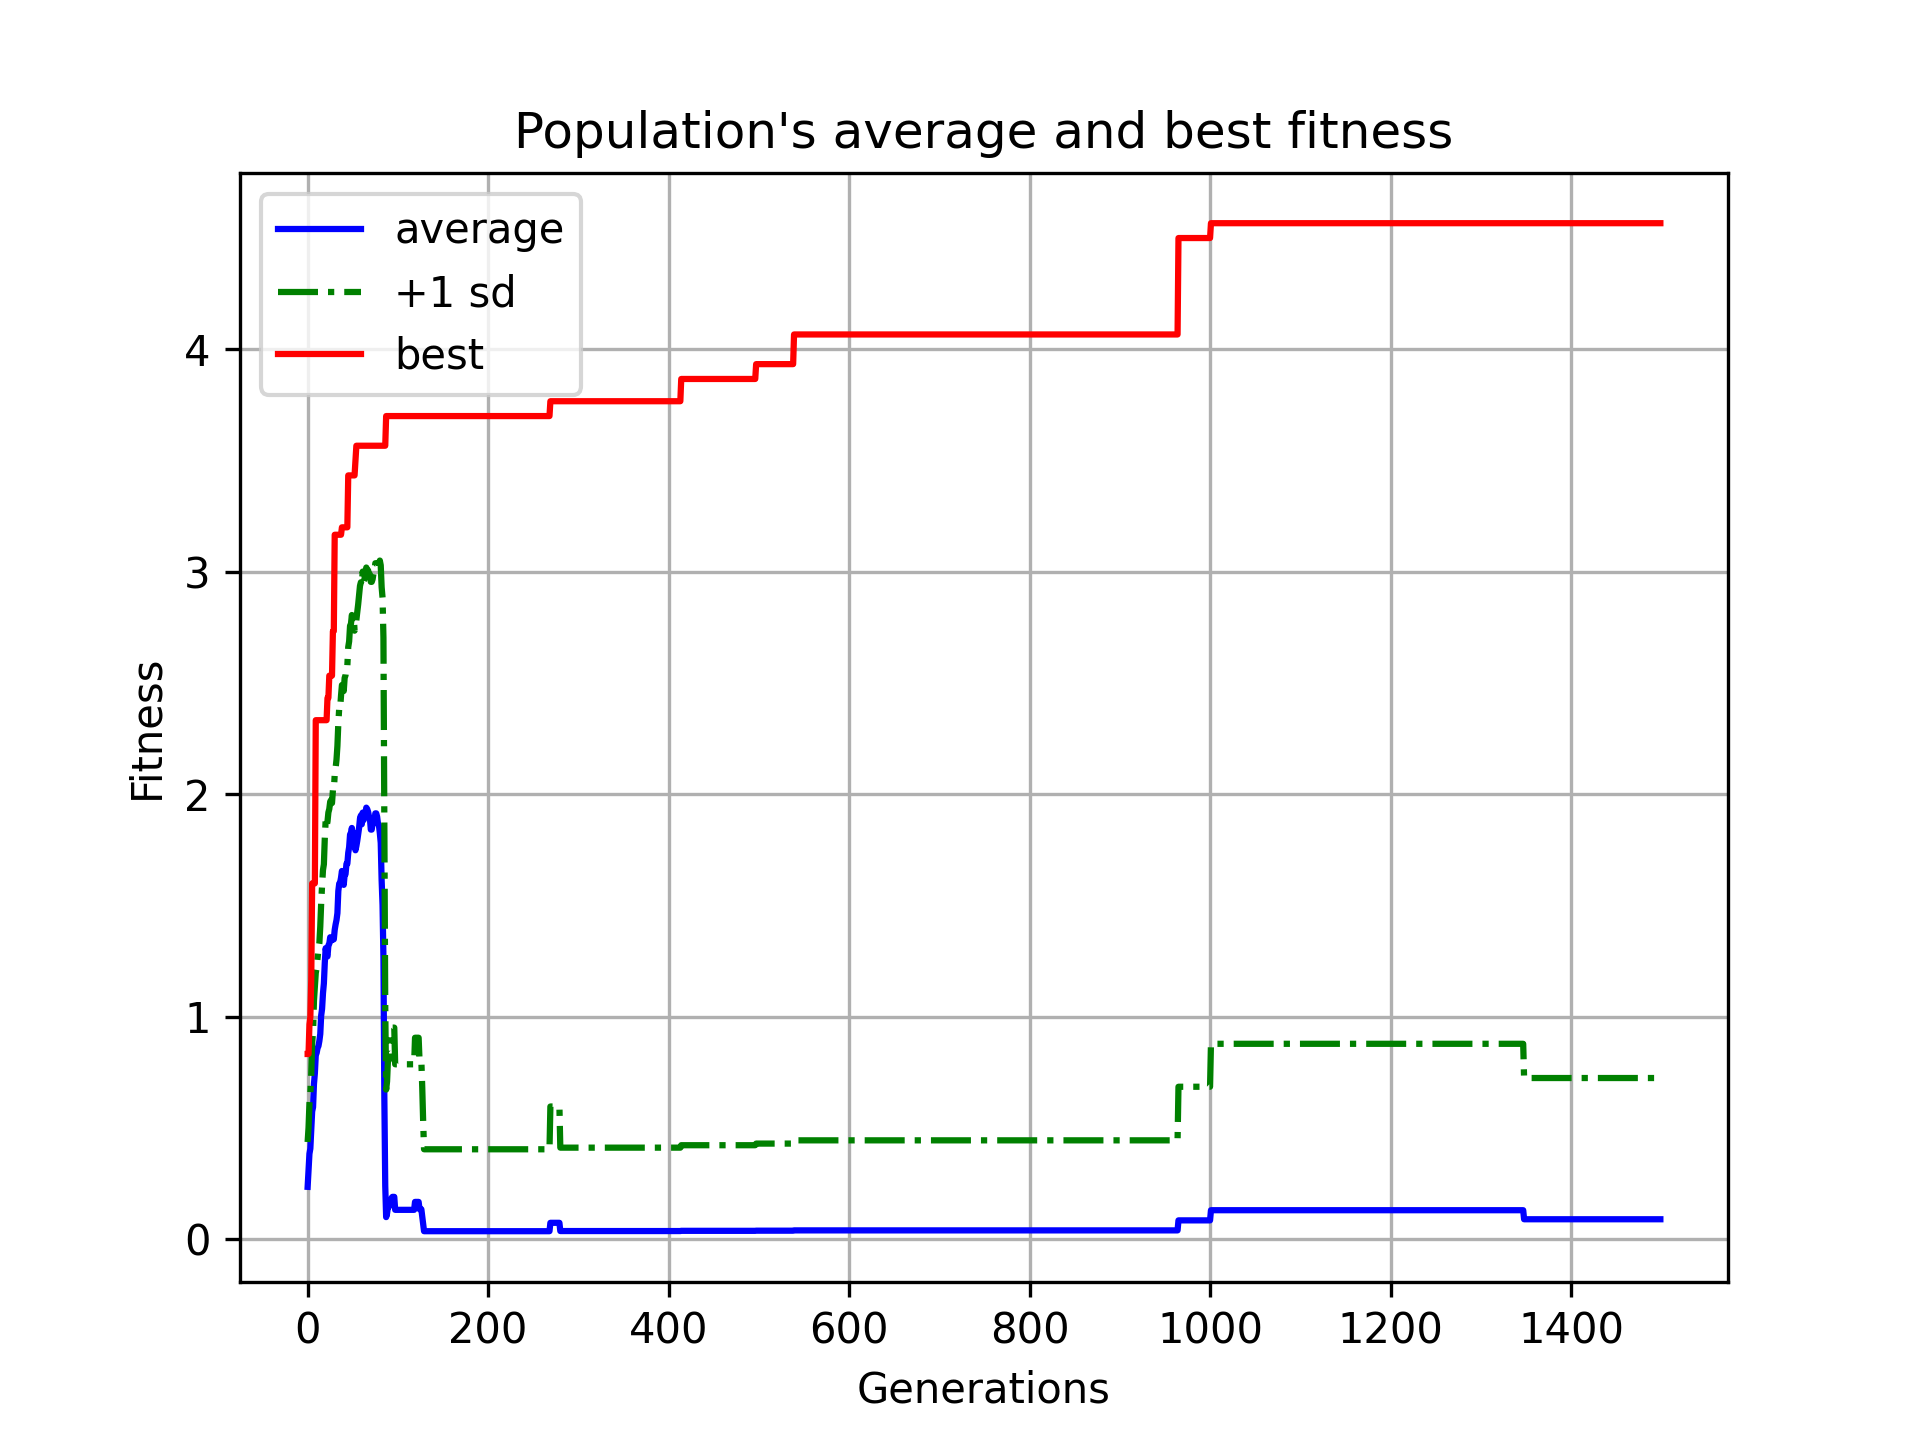 Population's average and best fitness
average
+1 sd
best
4
3
2
1
0
Fitness
0 200 400 600 800 1000 1200 1400
Generations